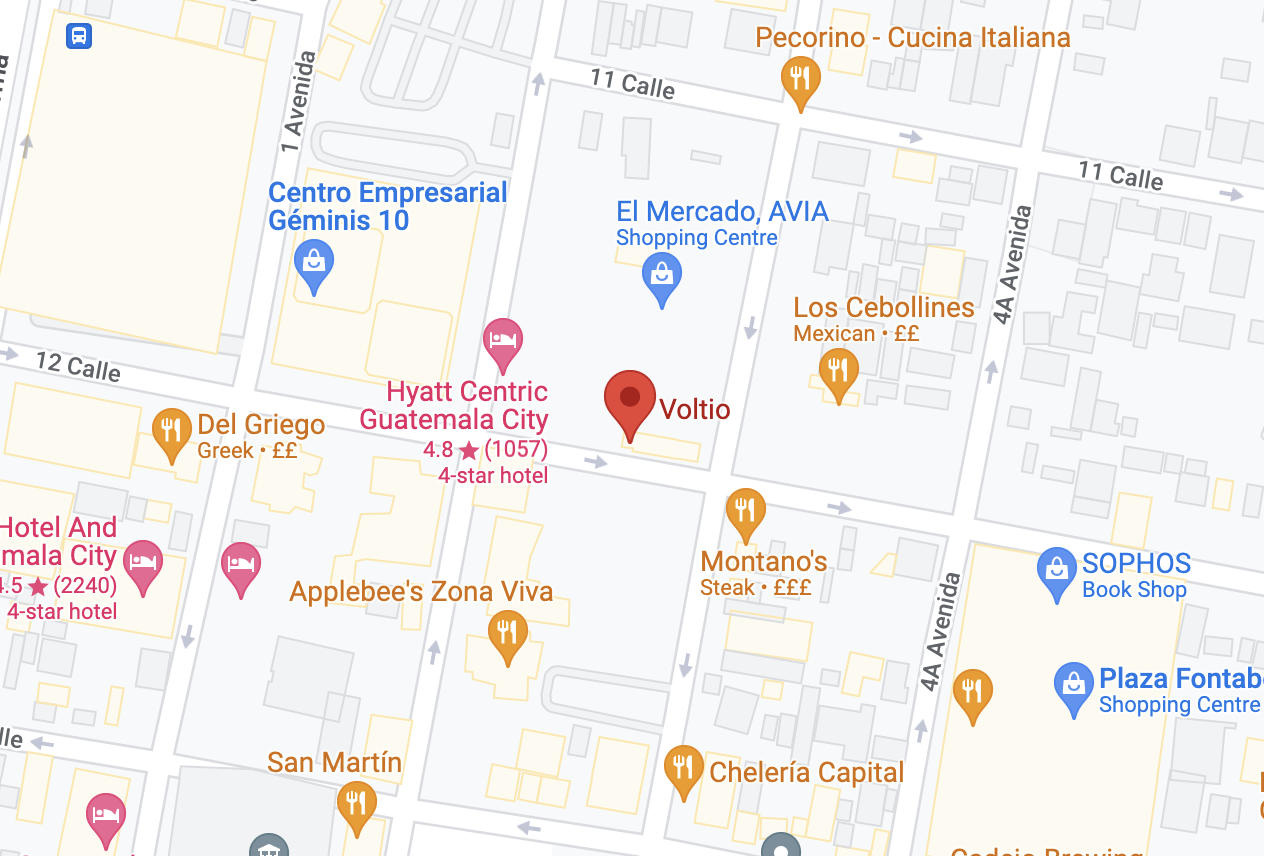 Pecorino - Cucina Italiana
11 Calle
1 Avenida
11 Calle
Centro Empresarial
Géminis 10
El Mercado, AVIA
Shopping Centre
4A Avenida
Los Cebollines
Mexican • ££
12 Calle
Hyatt Centric
Guatemala City
4.8 ★ (1057)
4-star hotel
Voltio
Del Griego
Greek • ££
Hotel And
mala City
4.5 ★ (2240)
4-star hotel
Applebee's Zona Viva
Montano's
Steak • £££
SOPHOS
Book Shop
4A Avenida
Plaza Fontab
Shopping Centre
lle
San Martín
Chelería Capital